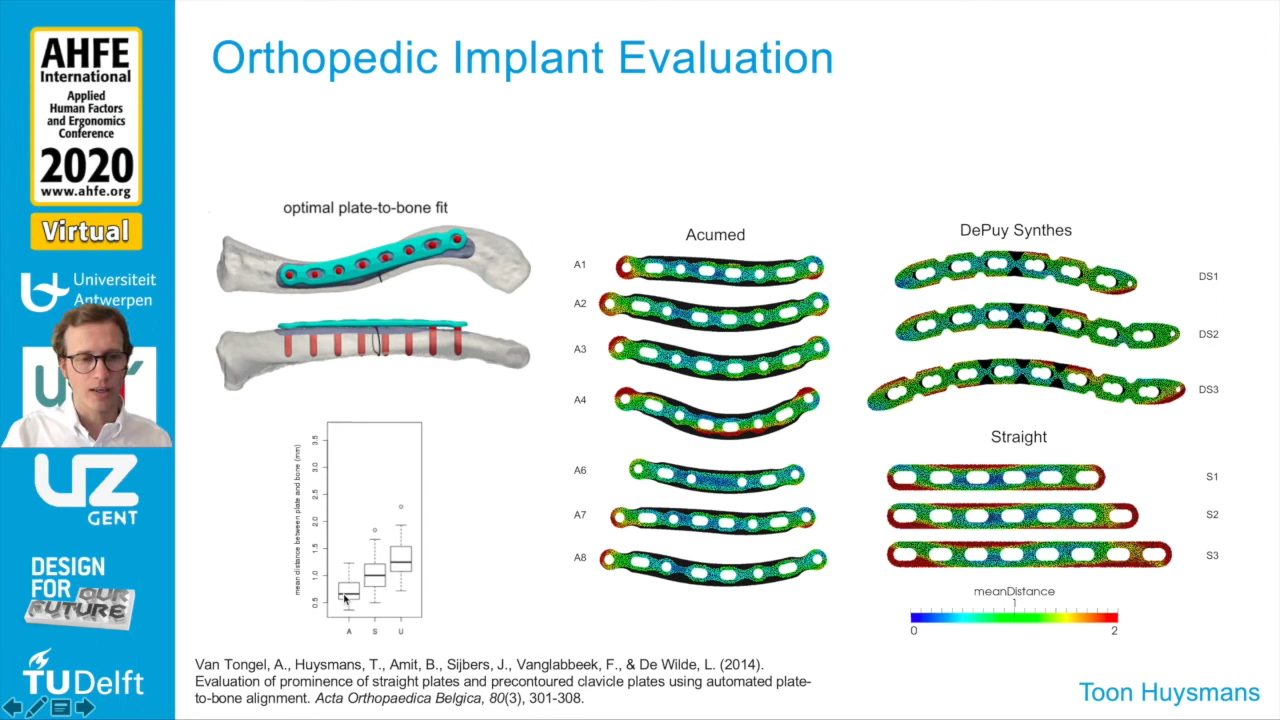 AHFE
International
Applied
Human Factors
and Ergonomics
Conference
2020
www.ahfe.org
Virtual
Universiteit
Antwerpen
UZ
GENT
DESIGN
FOR
OUR
FUTURE
TUDelft
Orthopedic Implant Evaluation
optimal plate-to-bone fit
mean distance between plate and bone (mm)
3.5
3.0
2.5
2.0
1.5
1.0
0.5
A S U
Acumed
A1
A2
A3
A4
A6
A7
A8
DePuy Synthes
DS1
DS2
DS3
Straight
S1
S2
S3
meanDistance
1
0 2
Van Tongel, A., Huysmans, T., Amit, B., Sijbers, J., Vanglabbeek, F., & De Wilde, L. (2014).
Evaluation of prominence of straight plates and precontoured clavicle plates using automated plate-
to-bone alignment. Acta Orthopaedica Belgica, 80(3), 301-308.
Toon Huysmans